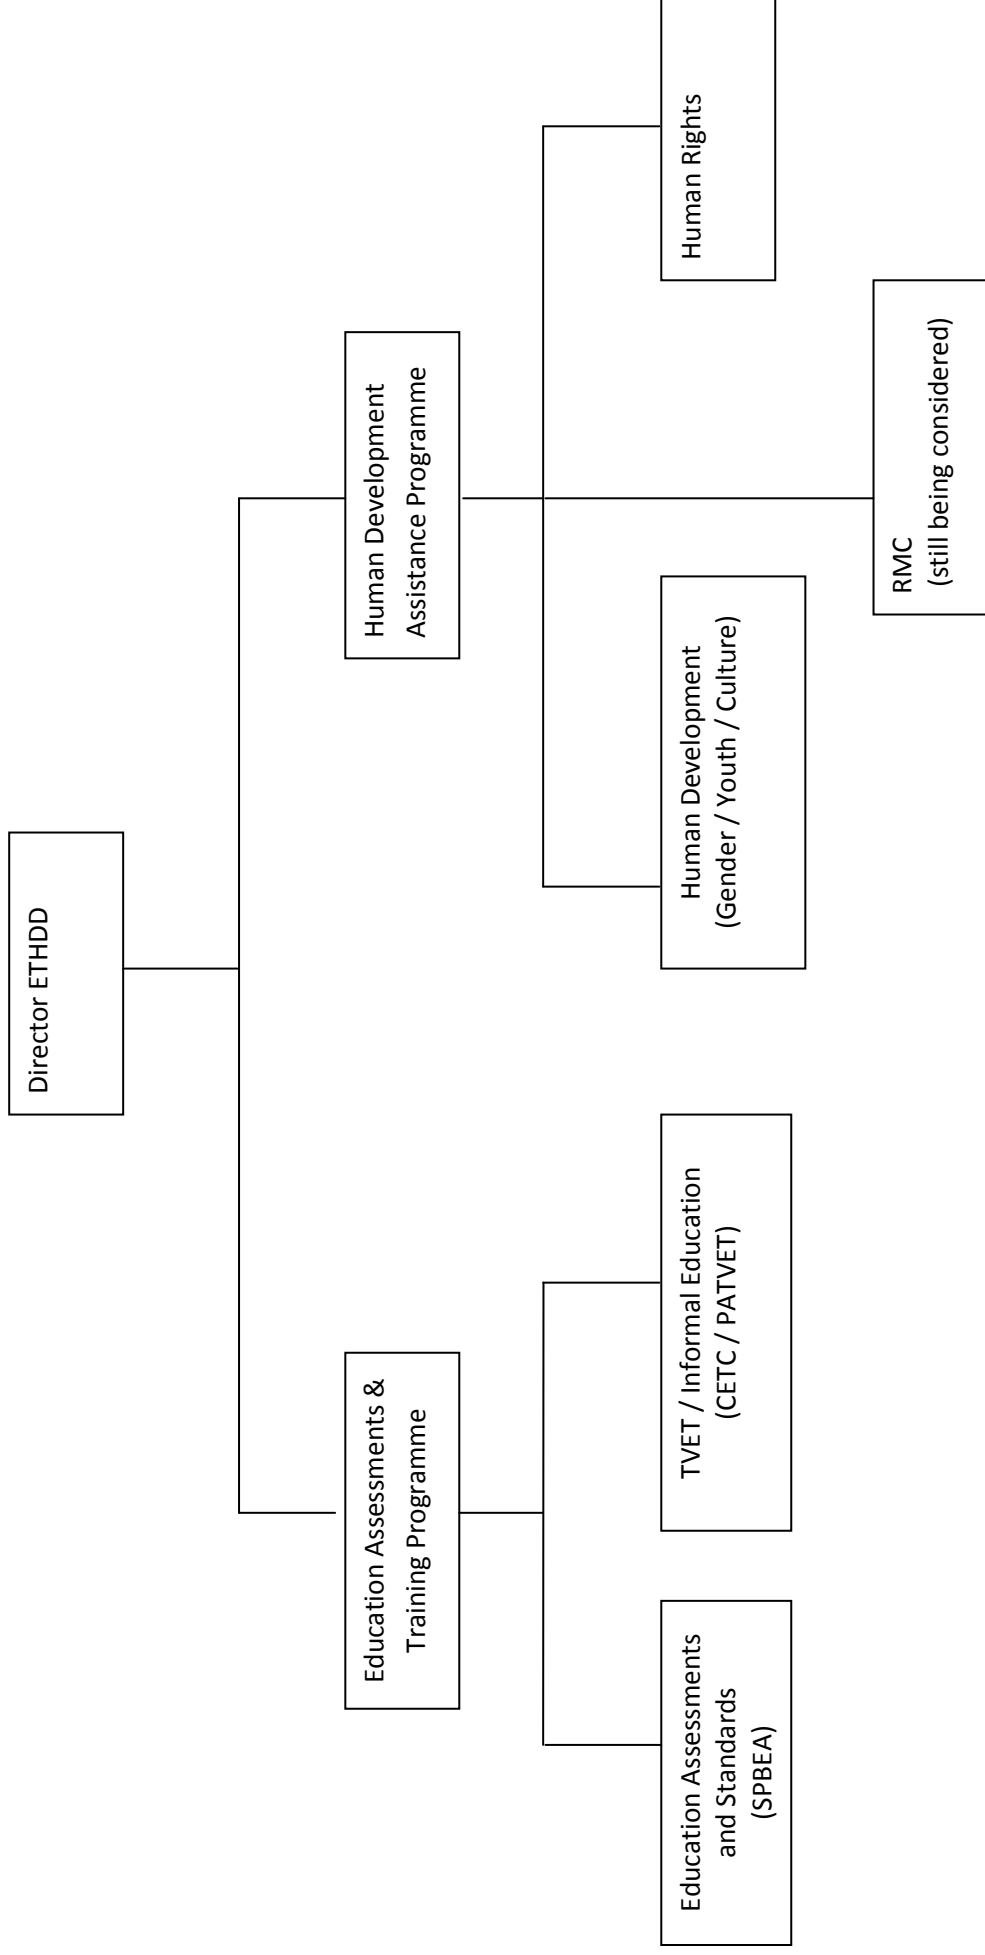 Director ETHDD
Education Assessments &
Training Programme
Human Development
Assistance Programme
Education Assessments
and Standards
(SPBEA)
TVET / Informal Education
(CETC / PATVET)
Human Development
(Gender / Youth / Culture)
Human Rights
RMC
(still being considered)